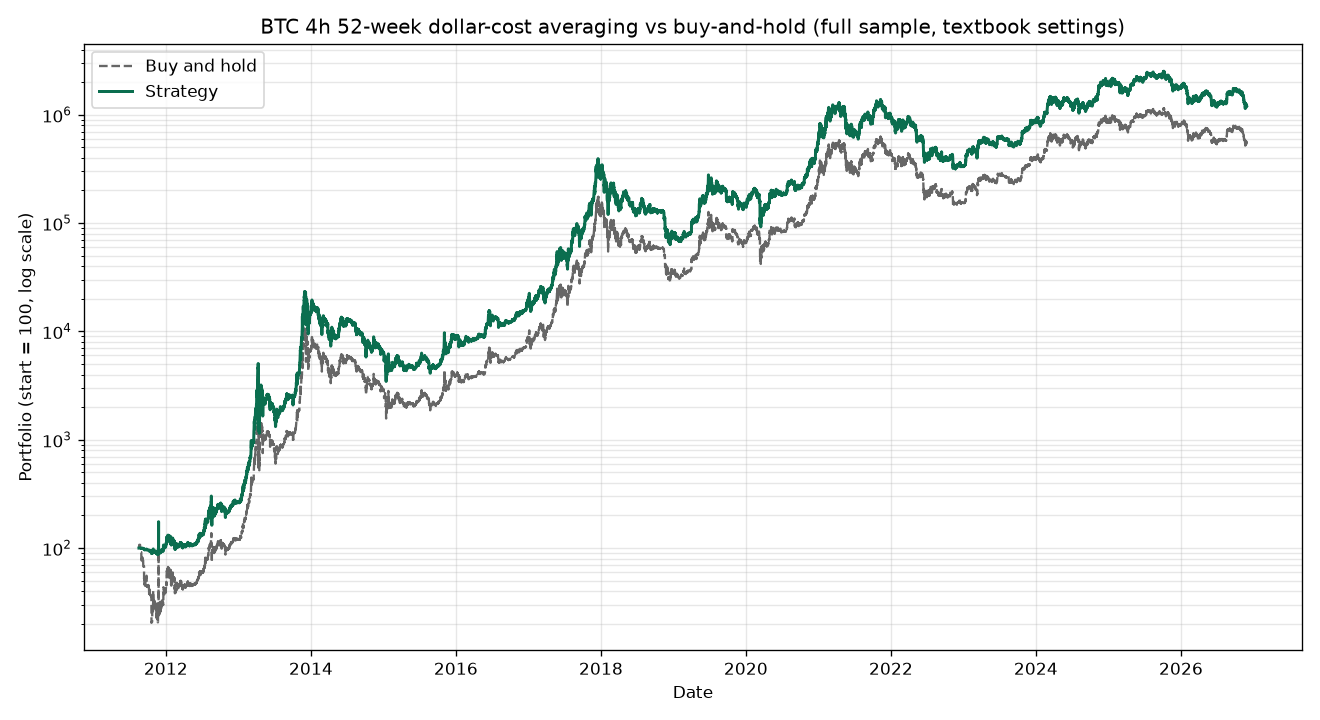 BTC 4h 52-week dollar-cost averaging vs buy-and-hold (full sample, textbook settings)
Buy and hold
Strategy
Portfolio (start = 100, log scale)
10^6
10^5
10^4
10^3
10^2
2012 2014 2016 2018 2020 2022 2024 2026
Date